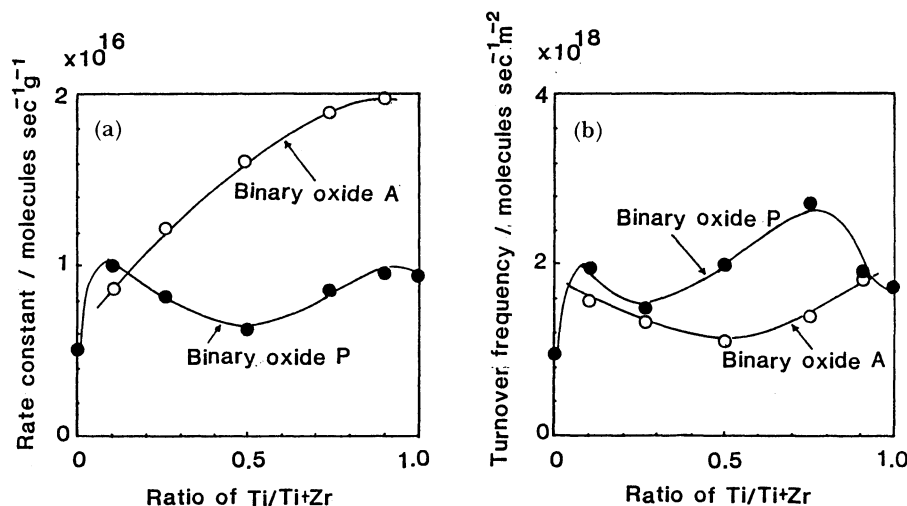 ×10^16
2
(a)
Binary oxide A
1
Binary oxide P
0
0 0.5 1.0
Rate constant / molecules sec^-1 g^-1
Ratio of Ti/Ti+Zr
×10^18
4
(b)
Binary oxide P
2
Binary oxide A
0
0 0.5 1.0
Turnover frequency / molecules sec^-1 m^-2
Ratio of Ti/Ti+Zr